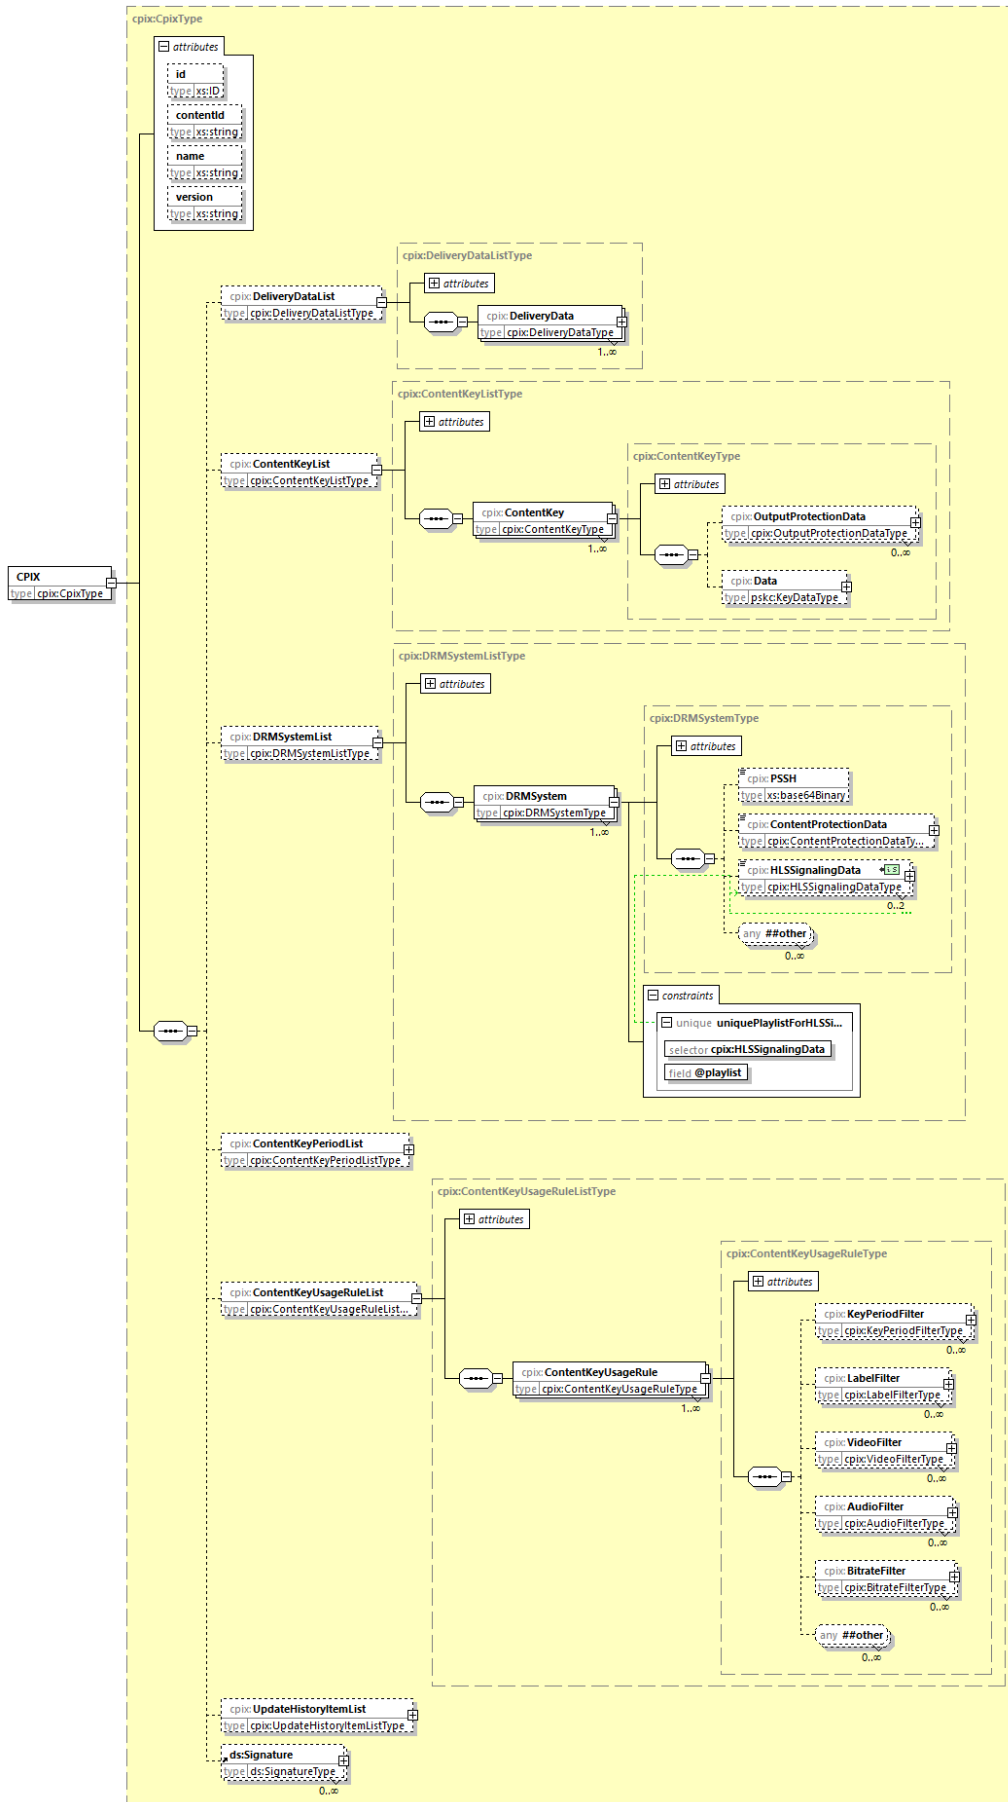 cpix:CpixType
attributes
id
type xs:ID
contentId
type xs:string
name
type xs:string
version
type xs:string
cpix:DeliveryDataListType
attributes
cpix:DeliveryDataList
type cpix:DeliveryDataListType
cpix:DeliveryData
type cpix:DeliveryDataType
1..∞
cpix:ContentKeyListType
attributes
cpix:ContentKeyList
type cpix:ContentKeyListType
cpix:ContentKeyType
attributes
cpix:ContentKey
type cpix:ContentKeyType
1..∞
cpix:OutputProtectionData
type cpix:OutputProtectionDataType
0..∞
cpix:Data
type pskc:KeyDataType
CPIX
type cpix:CpixType
cpix:DRMSystemListType
attributes
cpix:DRMSystemList
type cpix:DRMSystemListType
cpix:DRMSystemType
attributes
cpix:DRMSystem
type cpix:DRMSystemType
1..∞
cpix:PSSH
type xs:base64Binary
cpix:ContentProtectionData
type cpix:ContentProtectionDataTy...
cpix:HLSSignalingData
type cpix:HLSSignalingDataType
0..2
any ##other
0..∞
constraints
unique uniquePlaylistForHLSSi...
selector cpix:HLSSignalingData
field @playlist
cpix:ContentKeyPeriodList
type cpix:ContentKeyPeriodListType
cpix:ContentKeyUsageRuleListType
attributes
cpix:ContentKeyUsageRuleList
type cpix:ContentKeyUsageRuleList...
cpix:ContentKeyUsageRuleType
attributes
cpix:ContentKeyUsageRule
type cpix:ContentKeyUsageRuleType
1..∞
cpix:KeyPeriodFilter
type cpix:KeyPeriodFilterType
0..∞
cpix:LabelFilter
type cpix:LabelFilterType
0..∞
cpix:VideoFilter
type cpix:VideoFilterType
0..∞
cpix:AudioFilter
type cpix:AudioFilterType
0..∞
cpix:BitrateFilter
type cpix:BitrateFilterType
0..∞
any ##other
0..∞
cpix:UpdateHistoryItemList
type cpix:UpdateHistoryItemListType
ds:Signature
type ds:SignatureType
0..∞